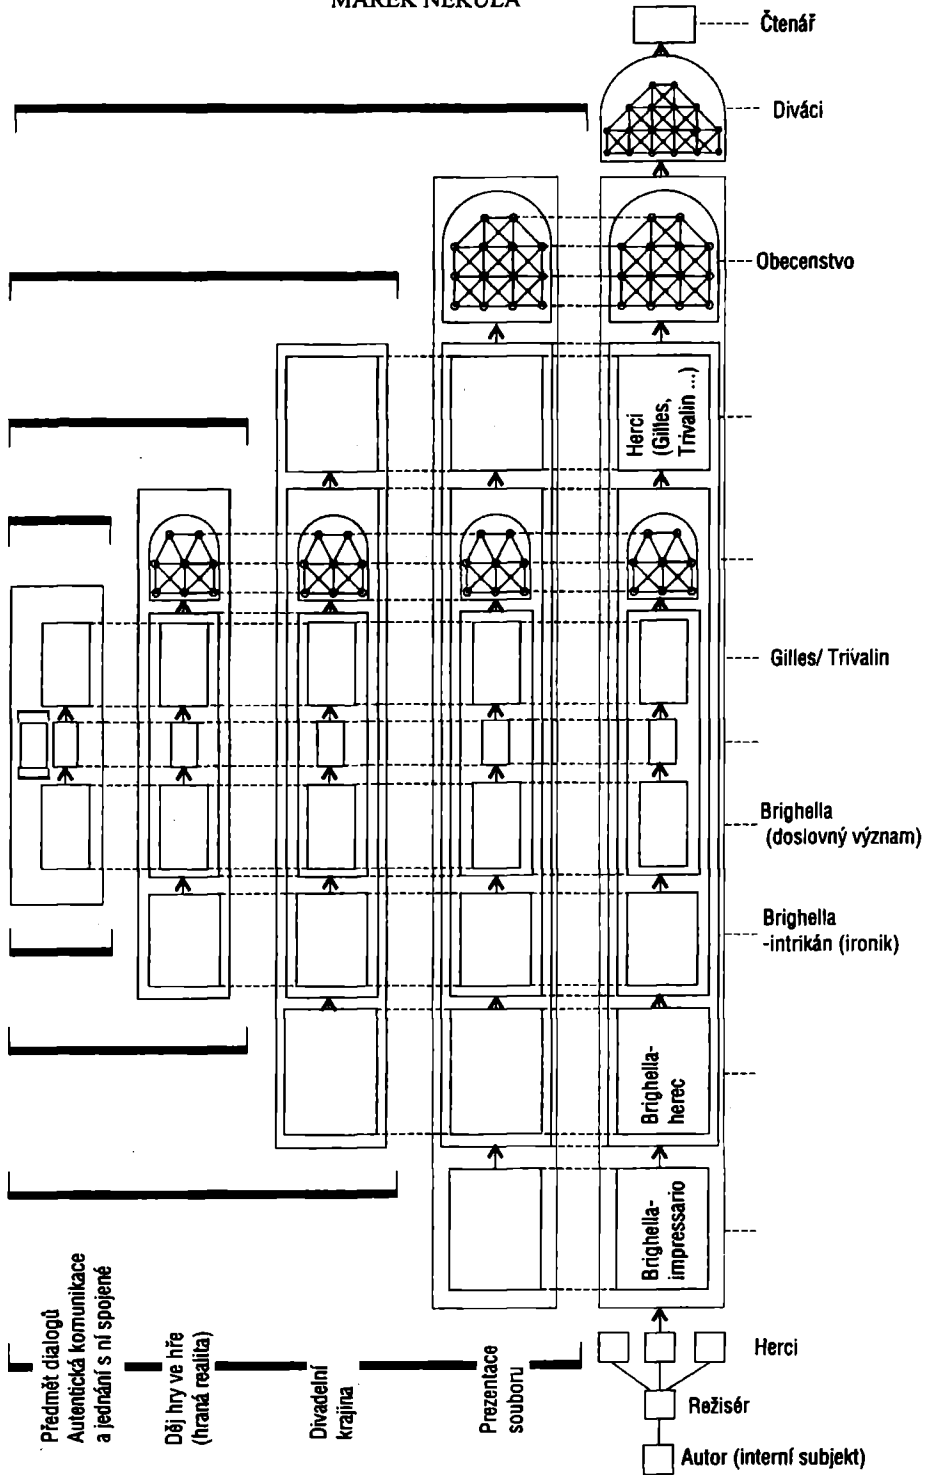 MAREK NEKULA
Čtenář
Diváci
Obecenstvo
Herci
(Gilles,
Trivalin ...)
Gilles/ Trivalin
Brighella
(doslovný význam)
Brighella
-intrikán (ironik)
Brighella-
herec
Brighella-
impressario
Předmět dialogů
Autentická komunikace
a jednání s ní spojené
Děj hry ve hře
(hraná realita)
Divadelní
krajina
Prezentace
souboru
Herci
Režisér
Autor (interní subjekt)